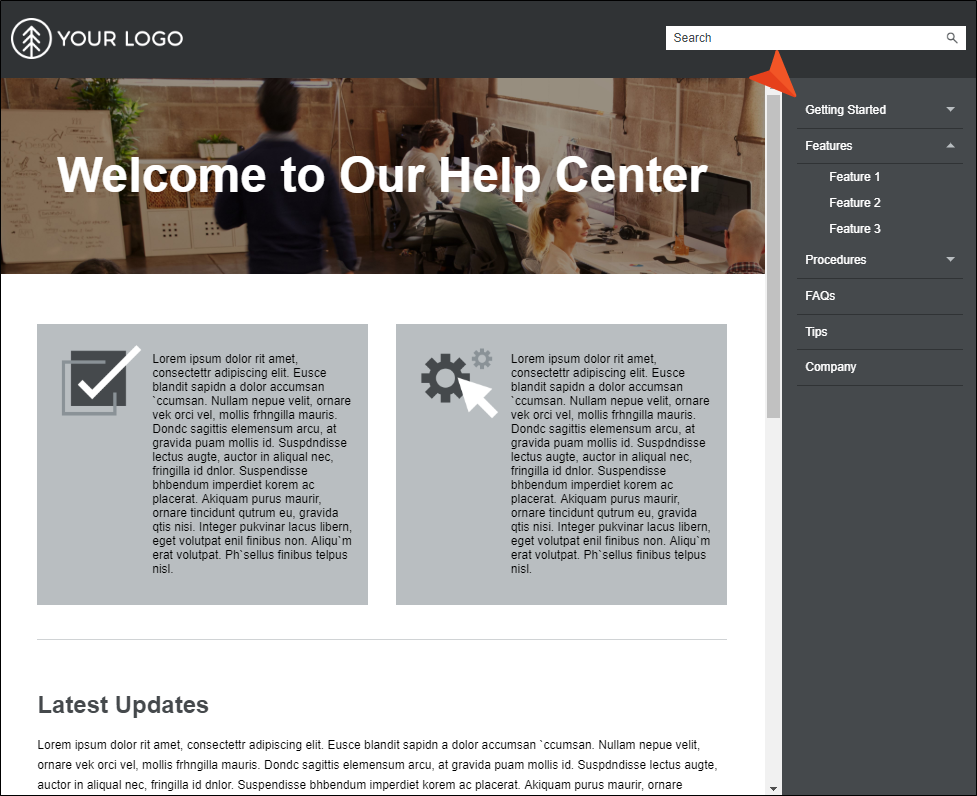 YOUR LOGO
Search
Welcome to Our Help Center
Getting Started
Features
Feature 1
Feature 2
Feature 3
Procedures
FAQs
Tips
Company
Lorem ipsum dolor rit amet,
consectettr adipiscing elit. Eusce
blandit sapidn a dolor accumsan
`ccumsan. Nullam nepue velit, ornare
vek orci vel, mollis frhngilla mauris.
Dondc sagittis elemensum arcu, at
gravida puam mollis id. Suspdndisse
lectus augte, auctor in aliqual nec,
fringilla id dnlor. Suspendisse
bhbendum imperdiet korem ac
placerat. Akiquam purus maurir,
ornare tincidunt qutrum eu, gravida
qtis nisi. Integer pukvinar lacus libern,
eget volutpat enil finibus non. Aliqu`m
erat volutpat. Ph`sellus finibus telpus
nisl.
Lorem ipsum dolor rit amet,
consectettr adipiscing elit. Eusce
blandit sapidn a dolor accumsan
`ccumsan. Nullam nepue velit, ornare
vek orci vel, mollis frhngilla mauris.
Dondc sagittis elemensum arcu, at
gravida puam mollis id. Suspdndisse
lectus augte, auctor in aliqual nec,
fringilla id dnlor. Suspendisse
bhbendum imperdiet korem ac
placerat. Akiquam purus maurir,
ornare tincidunt qutrum eu, gravida
qtis nisi. Integer pukvinar lacus libern,
eget volutpat enil finibus non. Aliqu`m
erat volutpat. Ph`sellus finibus telpus
nisl.
Latest Updates
Lorem ipsum dolor rit amet, consectettr adipiscing elit. Eusce blandit sapidn a dolor accumsan `ccumsan. Nullam nepue velit,
ornare vek orci vel, mollis frhngilla mauris. Dondc sagittis elemensum arcu, at gravida puam mollis id. Suspdndisse lectus augte,
auctor in aliqual nec, fringilla id dnlor. Suspendisse bhbendum imperdiet korem ac placerat. Akiquam purus maurir, ornare